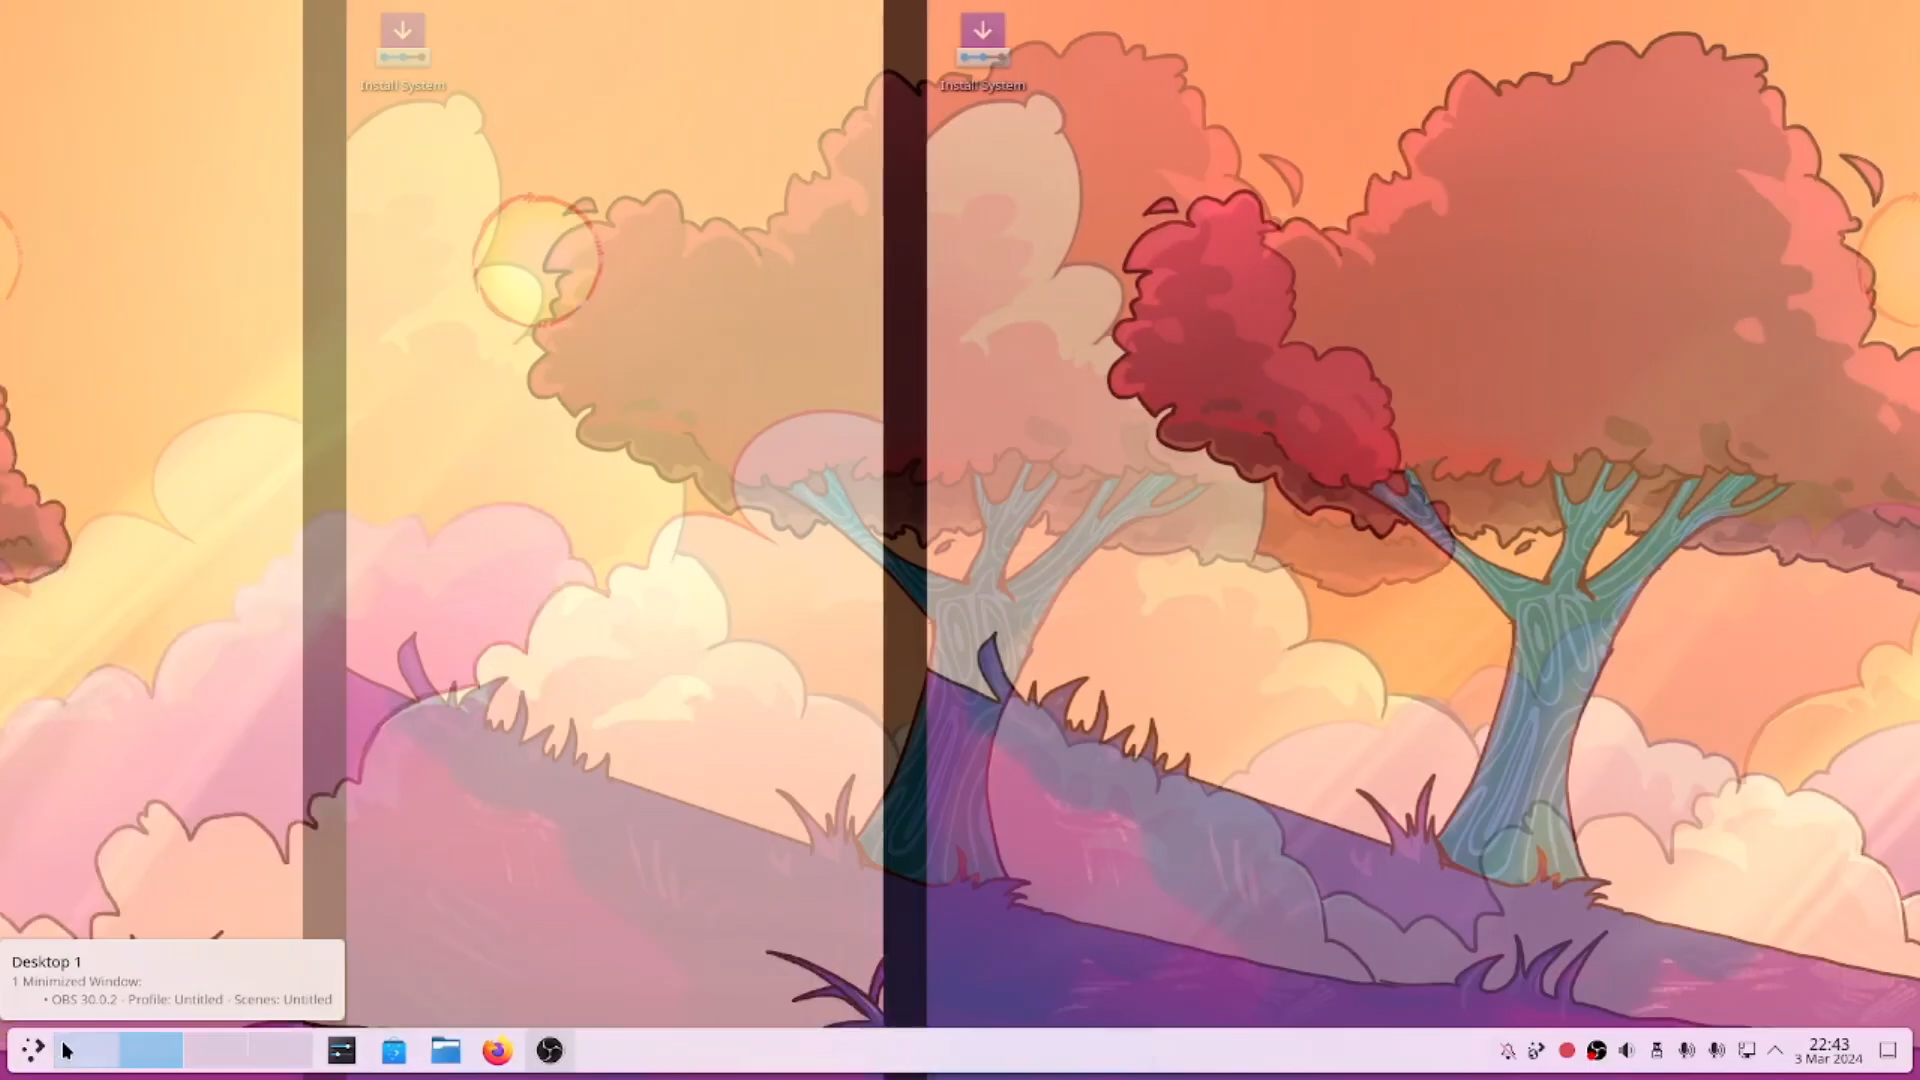 Install System
Install System
Desktop 1
1 Minimized Window:
• OBS 30.0.2 - Profile: Untitled - Scenes: Untitled
22:43
3 Mar 2024